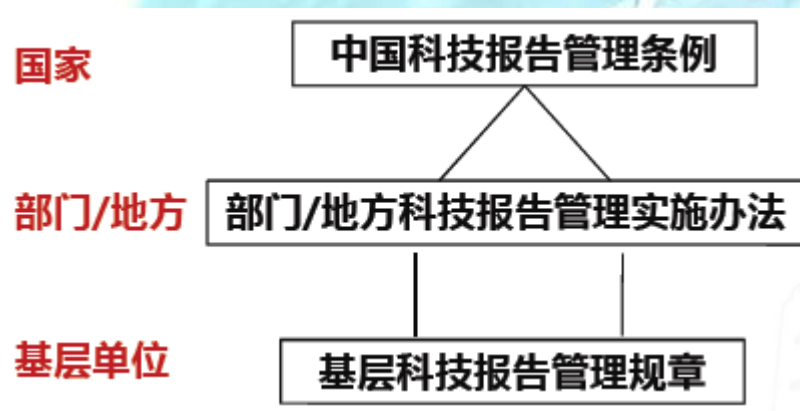 国家
中国科技报告管理条例
部门/地方
部门/地方科技报告管理实施办法
基层单位
基层科技报告管理规章